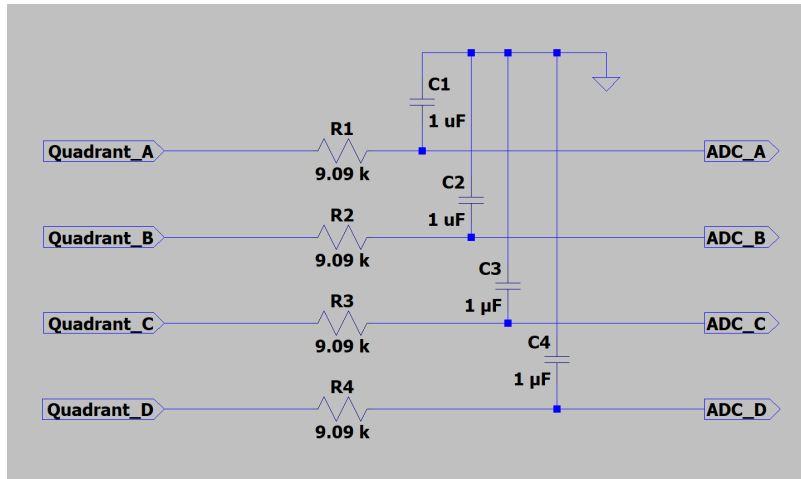 C1
1 uF
R1
Quadrant_A
ADC_A
9.09 k
C2
1 uF
R2
Quadrant_B
ADC_B
9.09 k
C3
1 µF
R3
Quadrant_C
ADC_C
9.09 k
C4
1 µF
R4
Quadrant_D
ADC_D
9.09 k